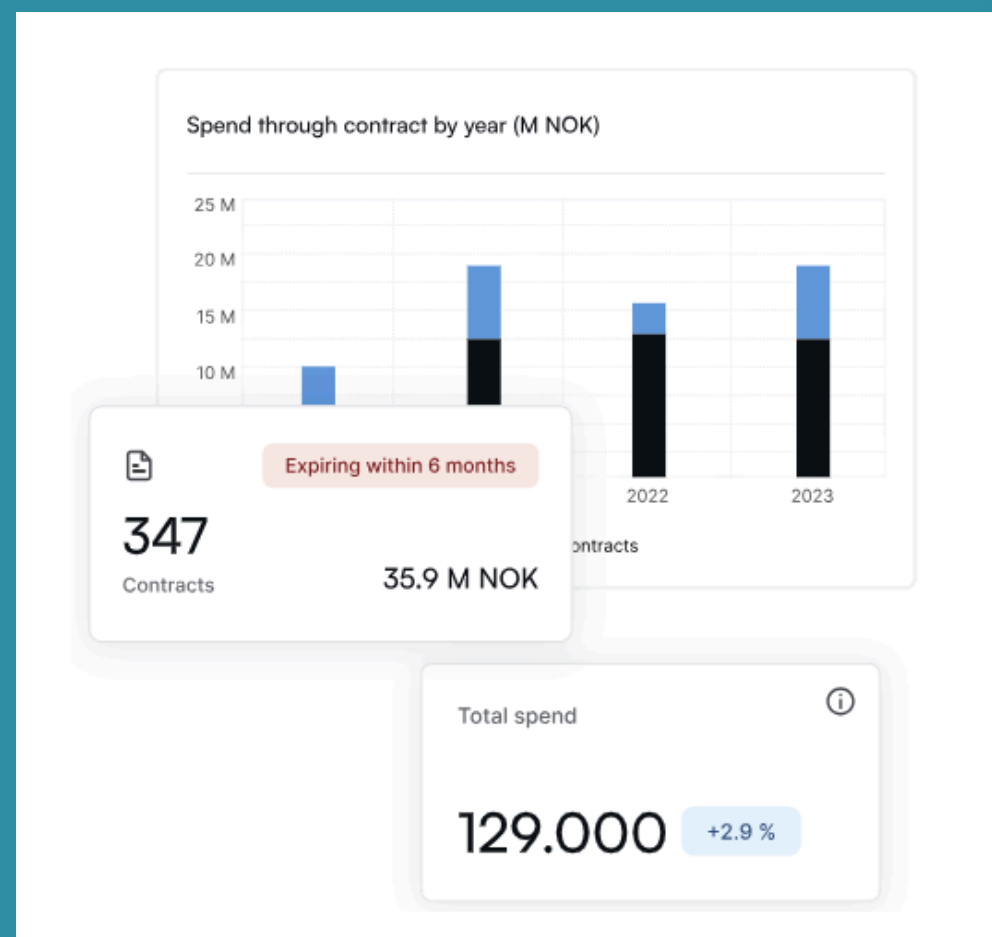 Spend through contract by year (M NOK)
25 M
20 M
15 M
10 M
2022
2023
ontracts
Expiring within 6 months
347
Contracts
35.9 M NOK
Total spend
129.000
+2.9 %